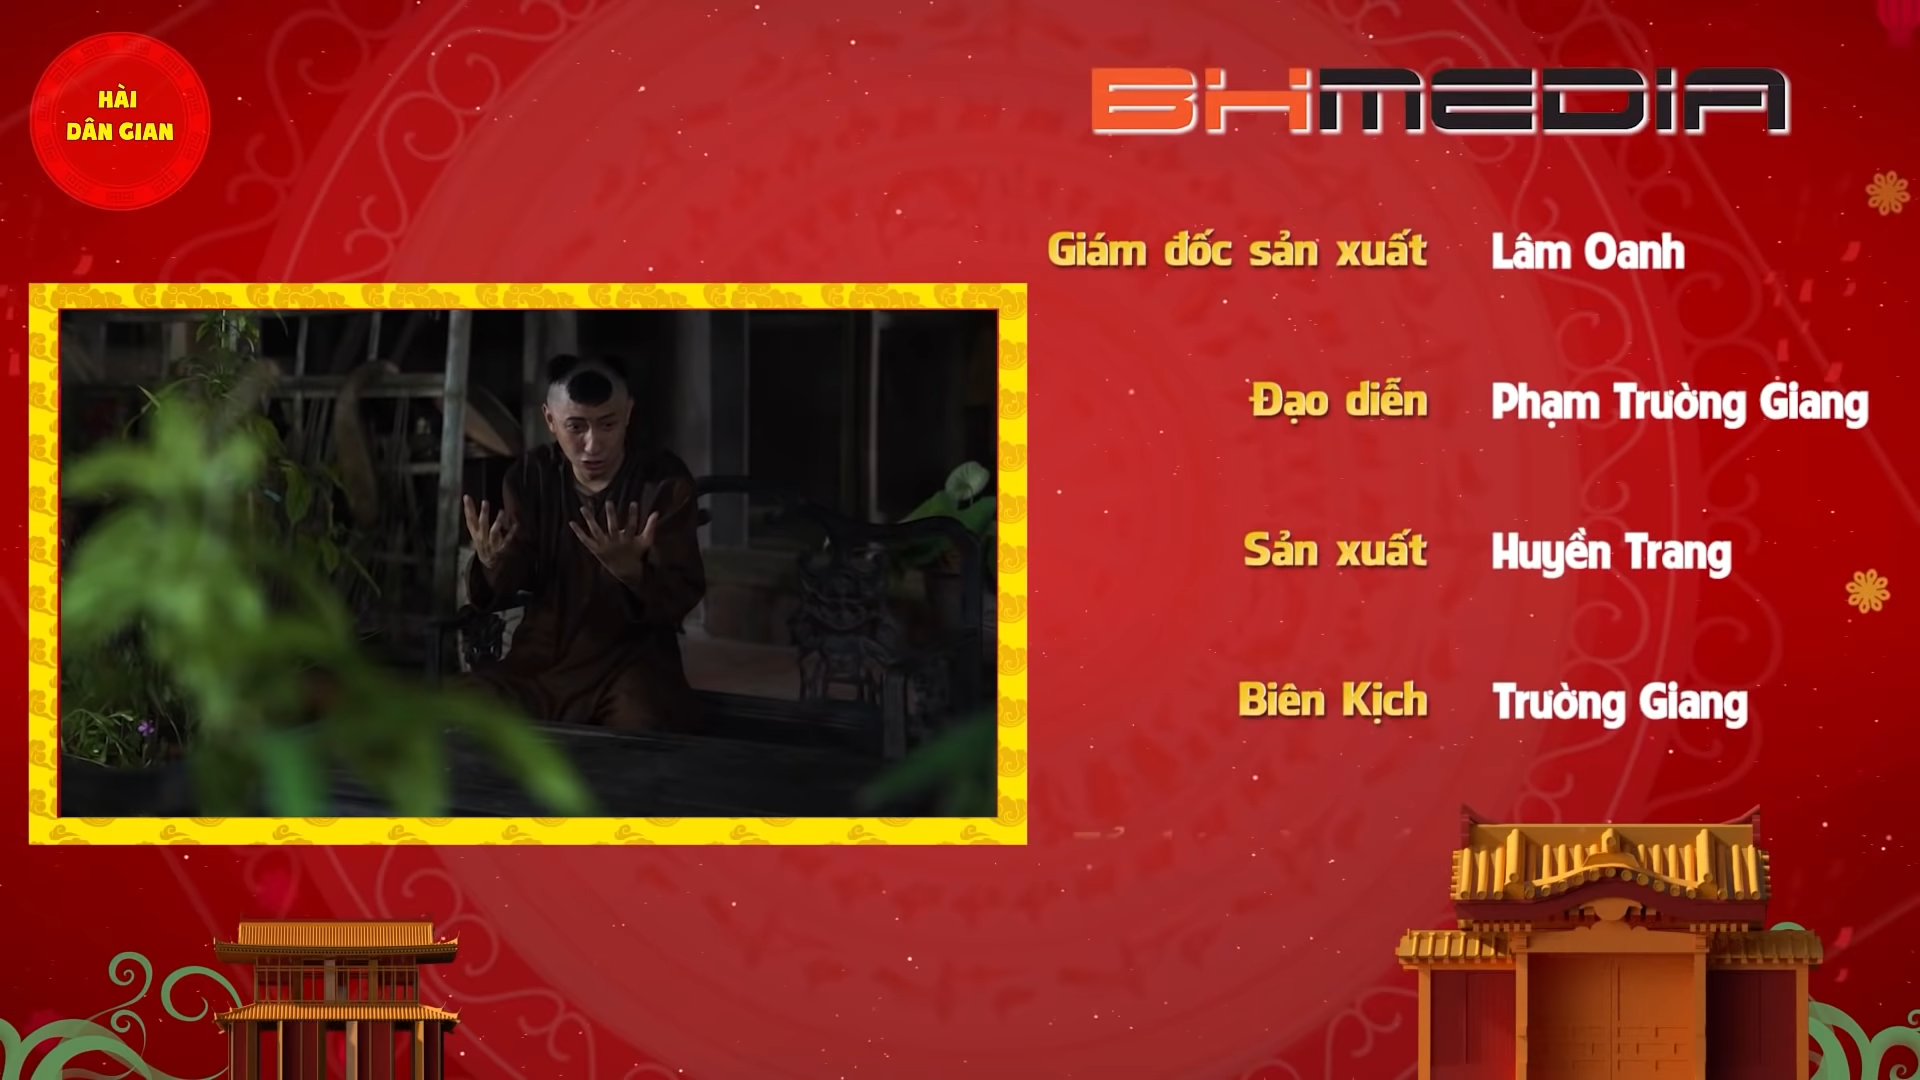 HÀI
DÂN GIAN
BHMEDIA
Giám đốc sản xuất Lâm Oanh
Đạo diễn Phạm Trường Giang
Sản xuất Huyền Trang
Biên Kịch Trường Giang